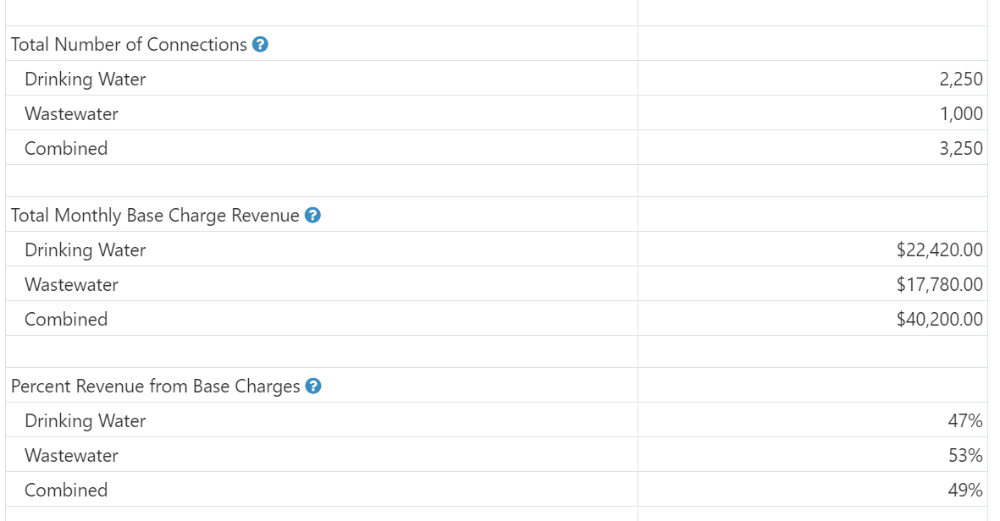 Total Number of Connections ?
Drinking Water 2,250
Wastewater 1,000
Combined 3,250
Total Monthly Base Charge Revenue ?
Drinking Water $22,420.00
Wastewater $17,780.00
Combined $40,200.00
Percent Revenue from Base Charges ?
Drinking Water 47%
Wastewater 53%
Combined 49%